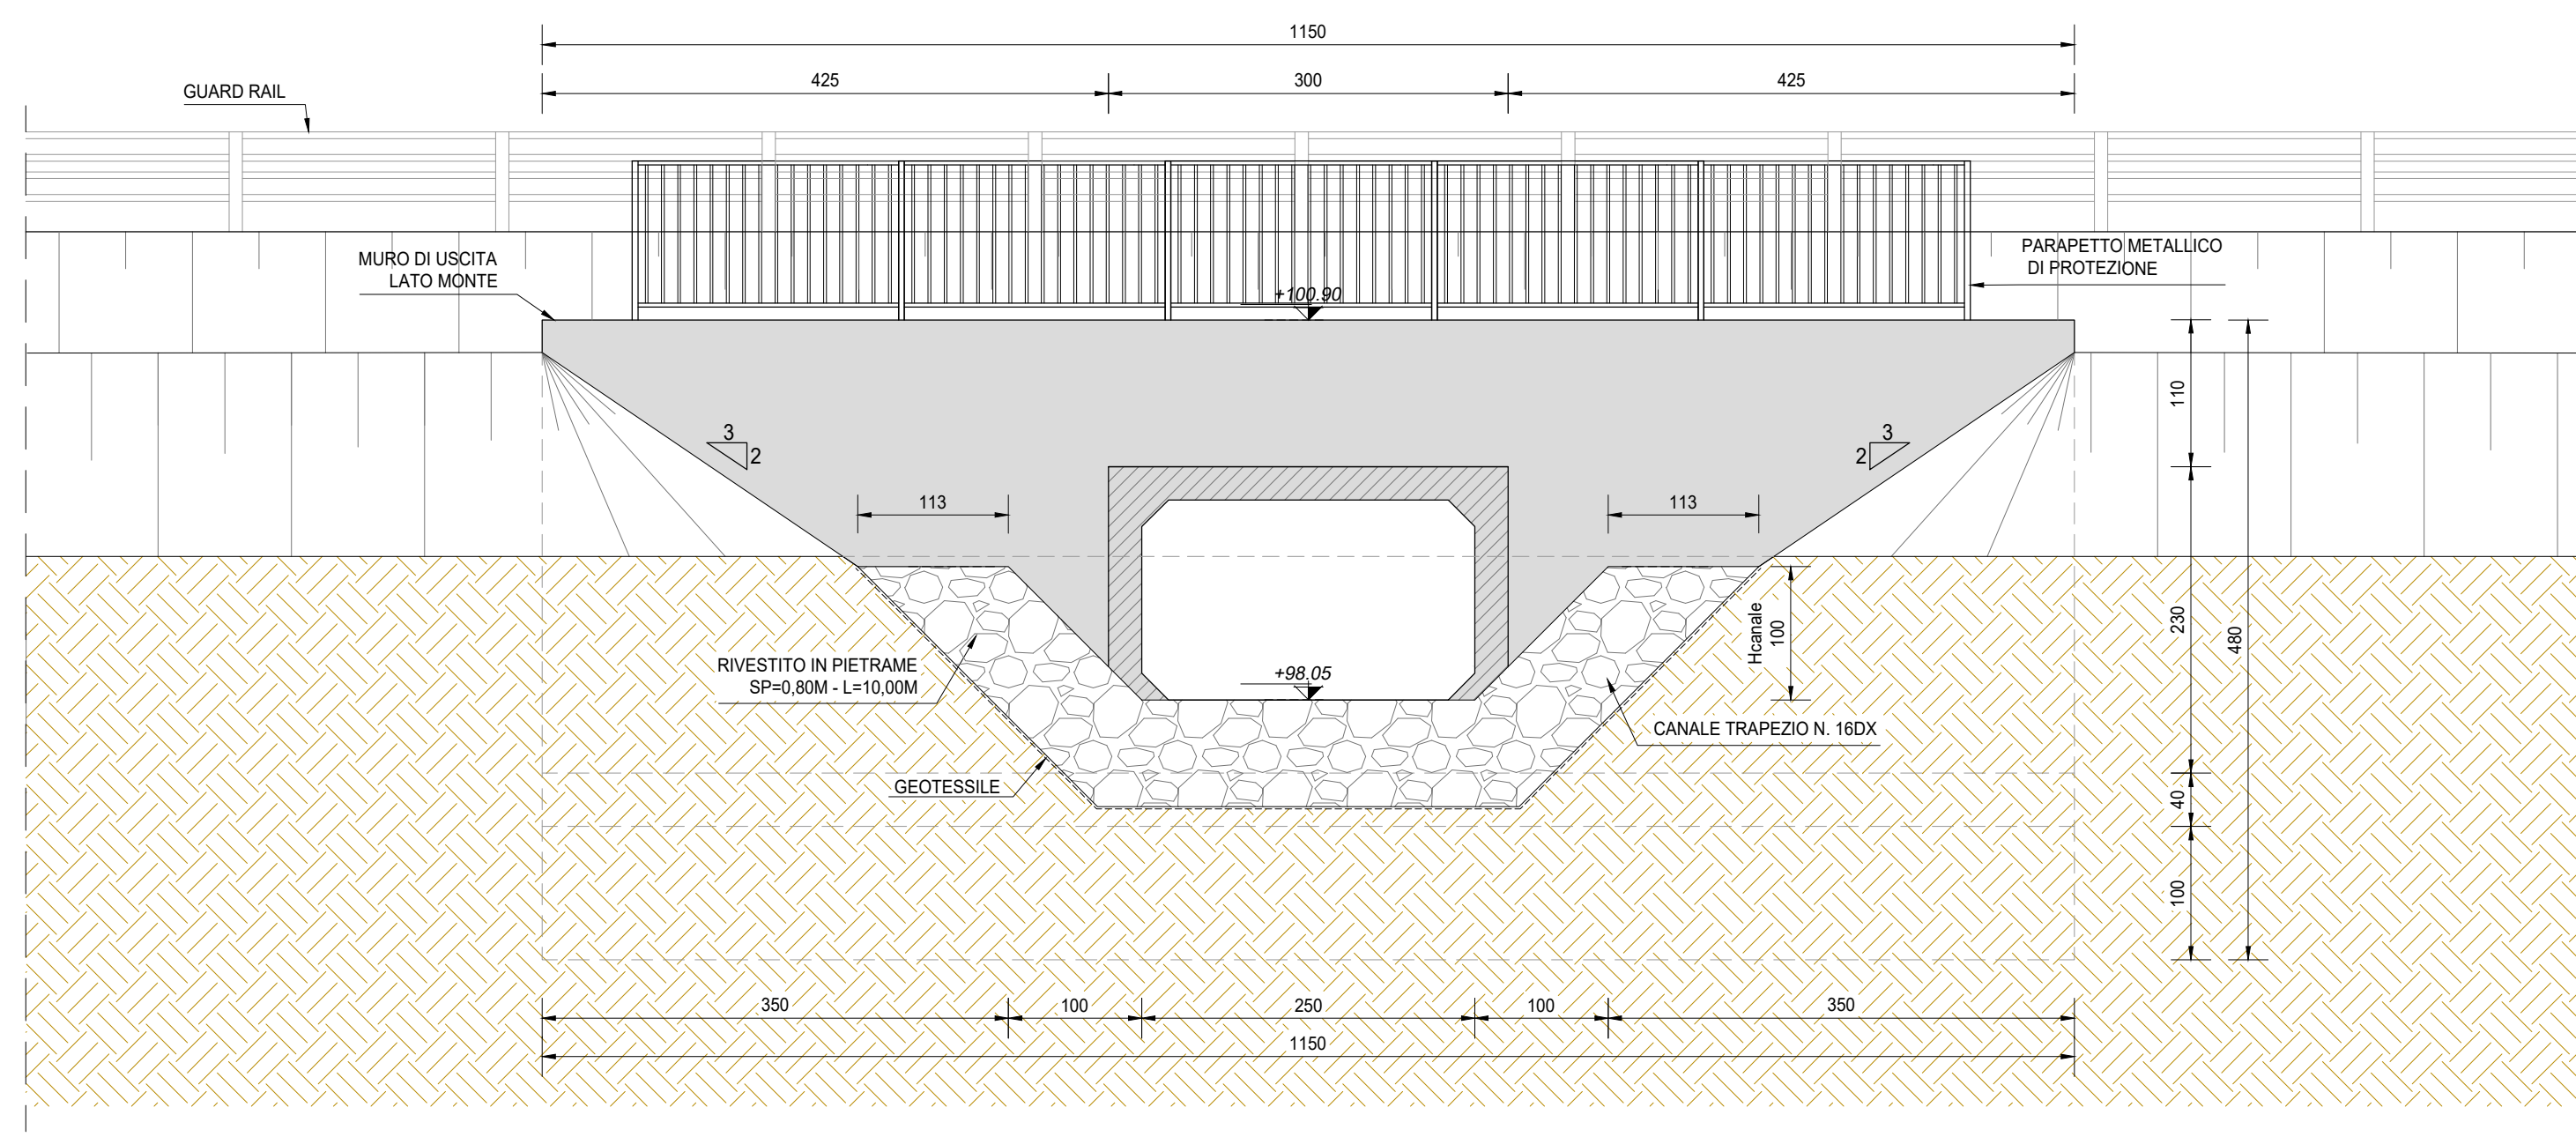 1150
425
300
425
GUARD RAIL
MURO DI USCITA
LATO MONTE
PARAPETTO METALLICO
DI PROTEZIONE
+100.90
110
3
2
3
2
113
113
Hcanale
100
230
480
RIVESTITO IN PIETRAME
SP=0,80M - L=10,00M
+98.05
CANALE TRAPEZIO N. 16DX
GEOTESSILE
40
100
350
100
250
100
350
1150